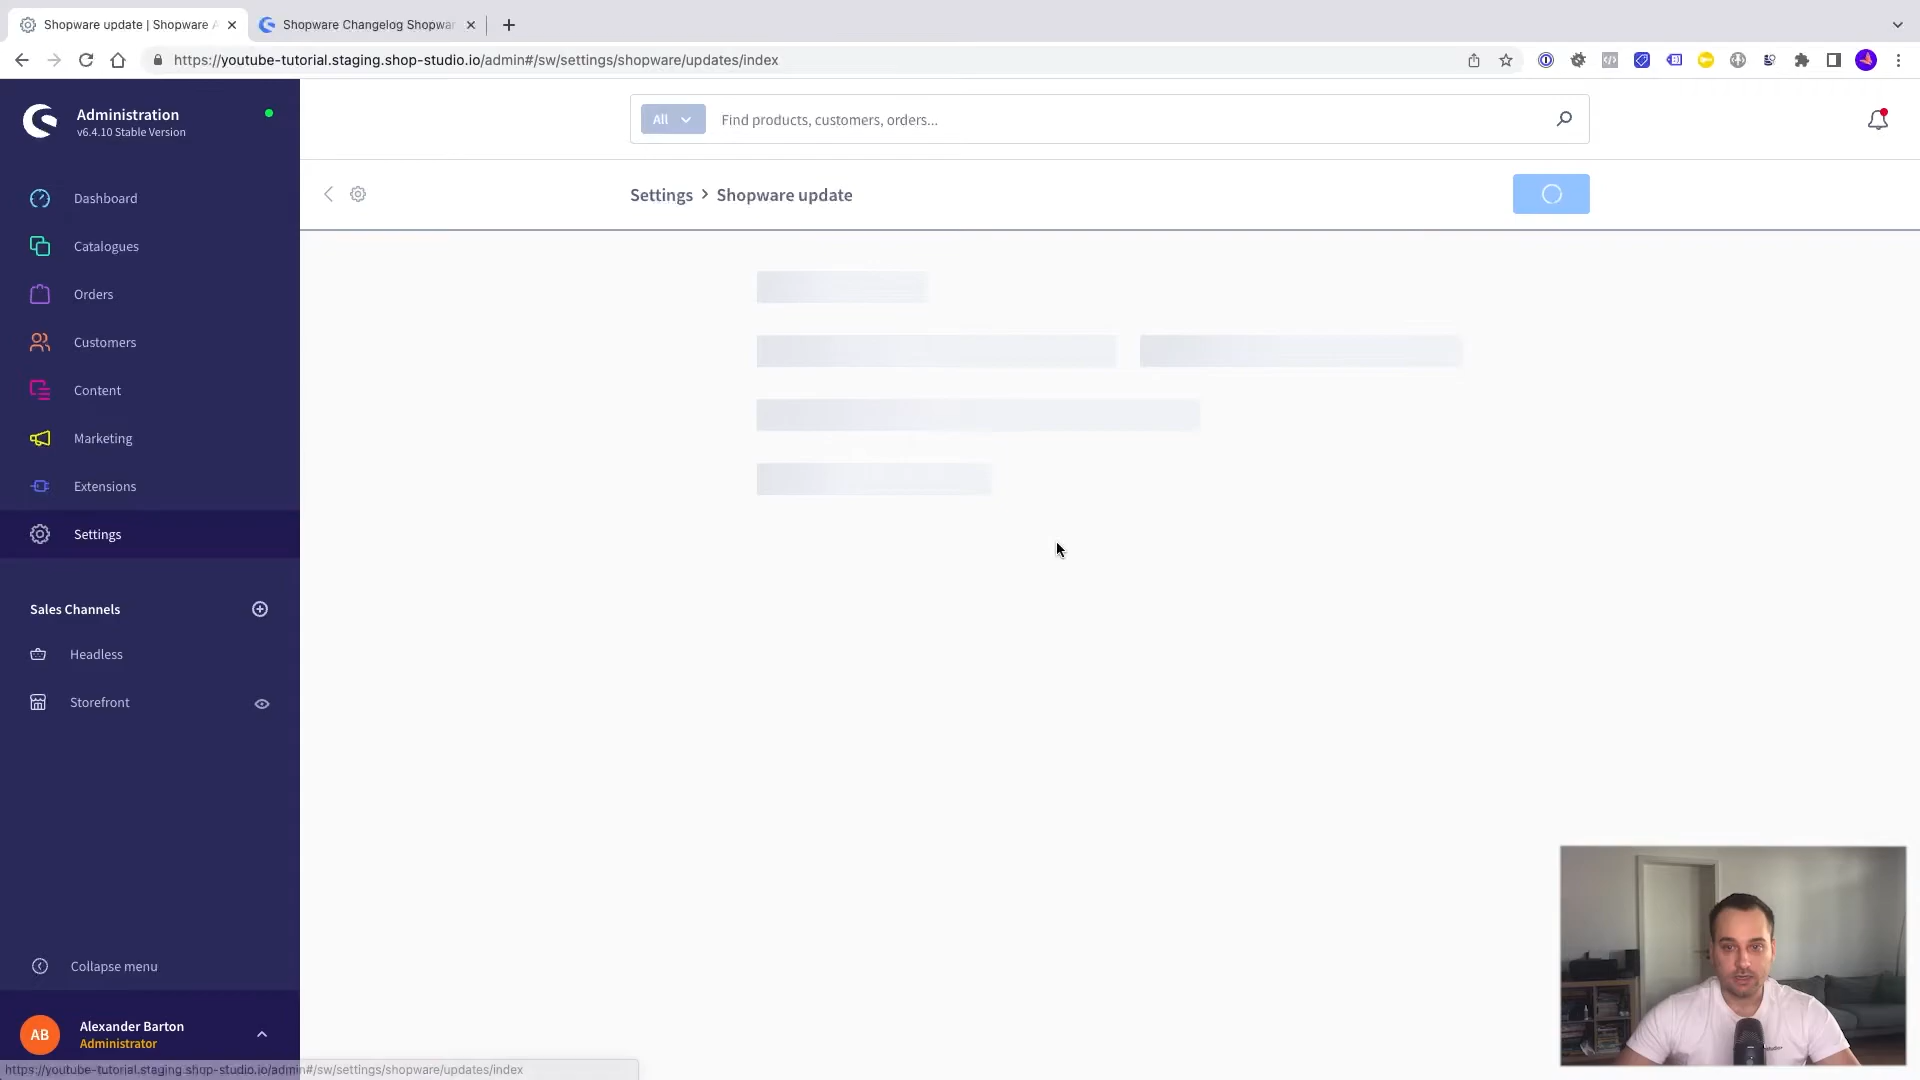 Shopware update | Shopware A
Shopware Changelog Shopwar
https://youtube-tutorial.staging.shop-studio.io/admin#/sw/settings/shopware/updates/index
Administration
v6.4.10 Stable Version
All
Find products, customers, orders...
Settings > Shopware update
Dashboard
Catalogues
Orders
Customers
Content
Marketing
Extensions
Settings
Sales Channels
Headless
Storefront
Collapse menu
AB
Alexander Barton
Administrator
https://youtube-tutorial.staging.shop-studio.io/admin#/sw/settings/shopware/updates/index